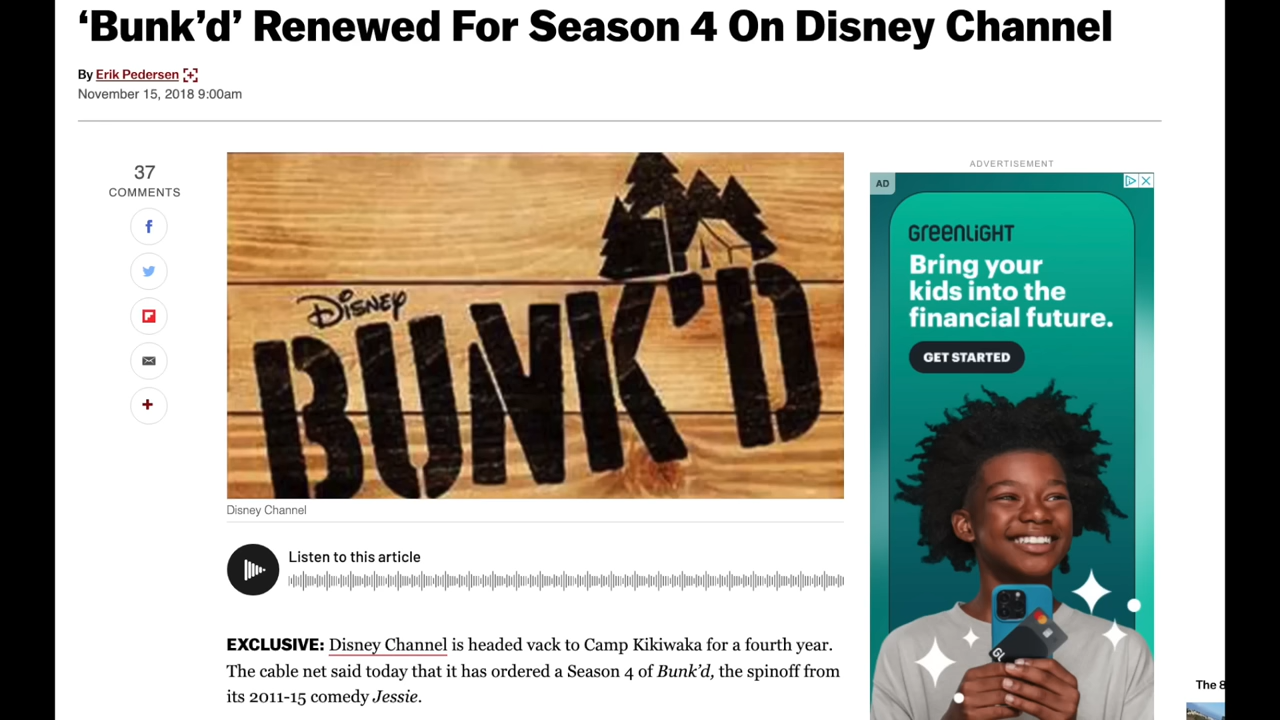 ‘Bunk’d’ Renewed For Season 4 On Disney Channel
By Erik Pedersen
November 15, 2018 9:00am
37
COMMENTS
Disney
BUNK'D
Disney Channel
Listen to this article
EXCLUSIVE: Disney Channel is headed vack to Camp Kikiwaka for a fourth year.
The cable net said today that it has ordered a Season 4 of Bunk’d, the spinoff from
its 2011-15 comedy Jessie.
ADVERTISEMENT
AD
GREENLIGHT
Bring your
kids into the
financial future.
GET STARTED
The 8